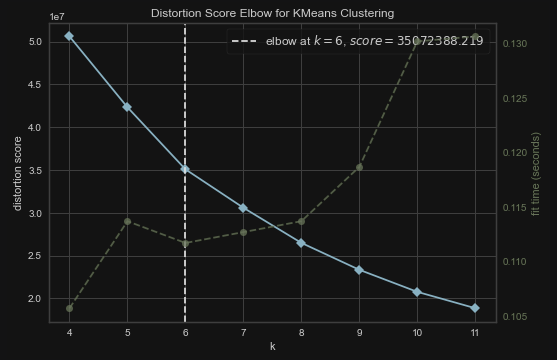 Distortion Score Elbow for KMeans Clustering
1e7
elbow at k = 6, score = 35072388.219
5.0
4.5
4.0
3.5
3.0
2.5
2.0
distortion score
0.130
0.125
0.120
0.115
0.110
0.105
fit time (seconds)
4 5 6 7 8 9 10 11
k